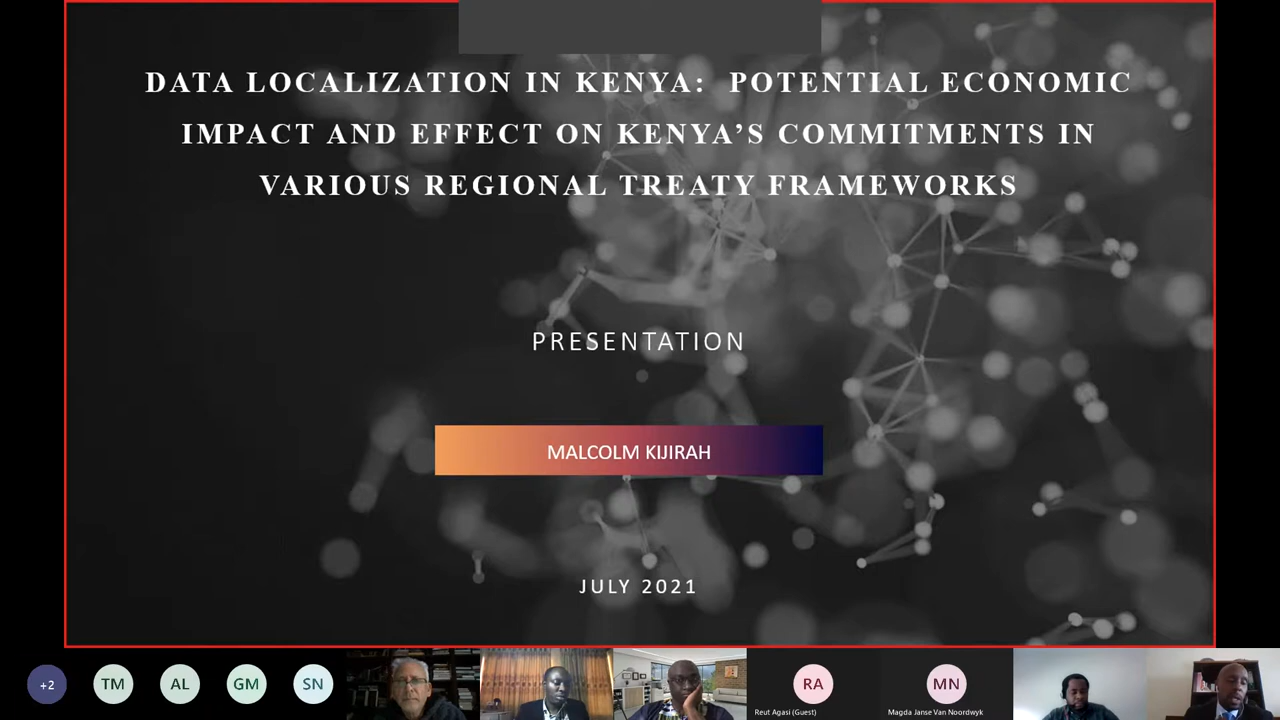 DATA LOCALIZATION IN KENYA: POTENTIAL ECONOMIC
IMPACT AND EFFECT ON KENYA’S COMMITMENTS IN
VARIOUS REGIONAL TREATY FRAMEWORKS
PRESENTATION
MALCOLM KIJIRAH
JULY 2021
+2
TM
AL
GM
SN
RA
MN
Reut Agasi (Guest)
Magda Janse Van Noordwyk